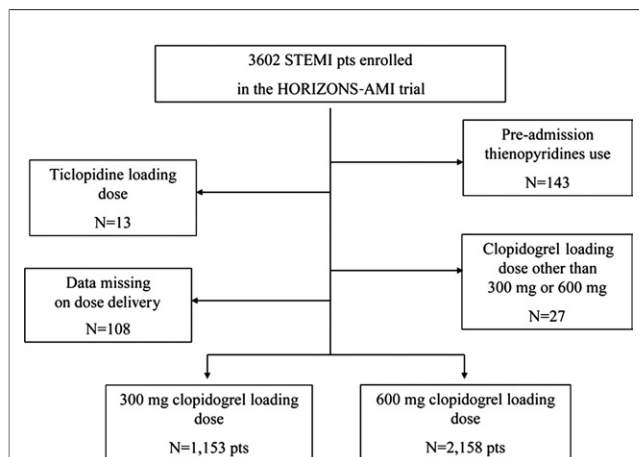 3602 STEMI pts enrolled
in the HORIZONS-AMI trial
Pre-admission
thienopyridines use
N=143
Ticlopidine loading
dose
N=13
Clopidogrel loading
dose other than
300 mg or 600 mg
N=27
Data missing
on dose delivery
N=108
300 mg clopidogrel loading
dose
N=1,153 pts
600 mg clopidogrel loading
dose
N=2,158 pts